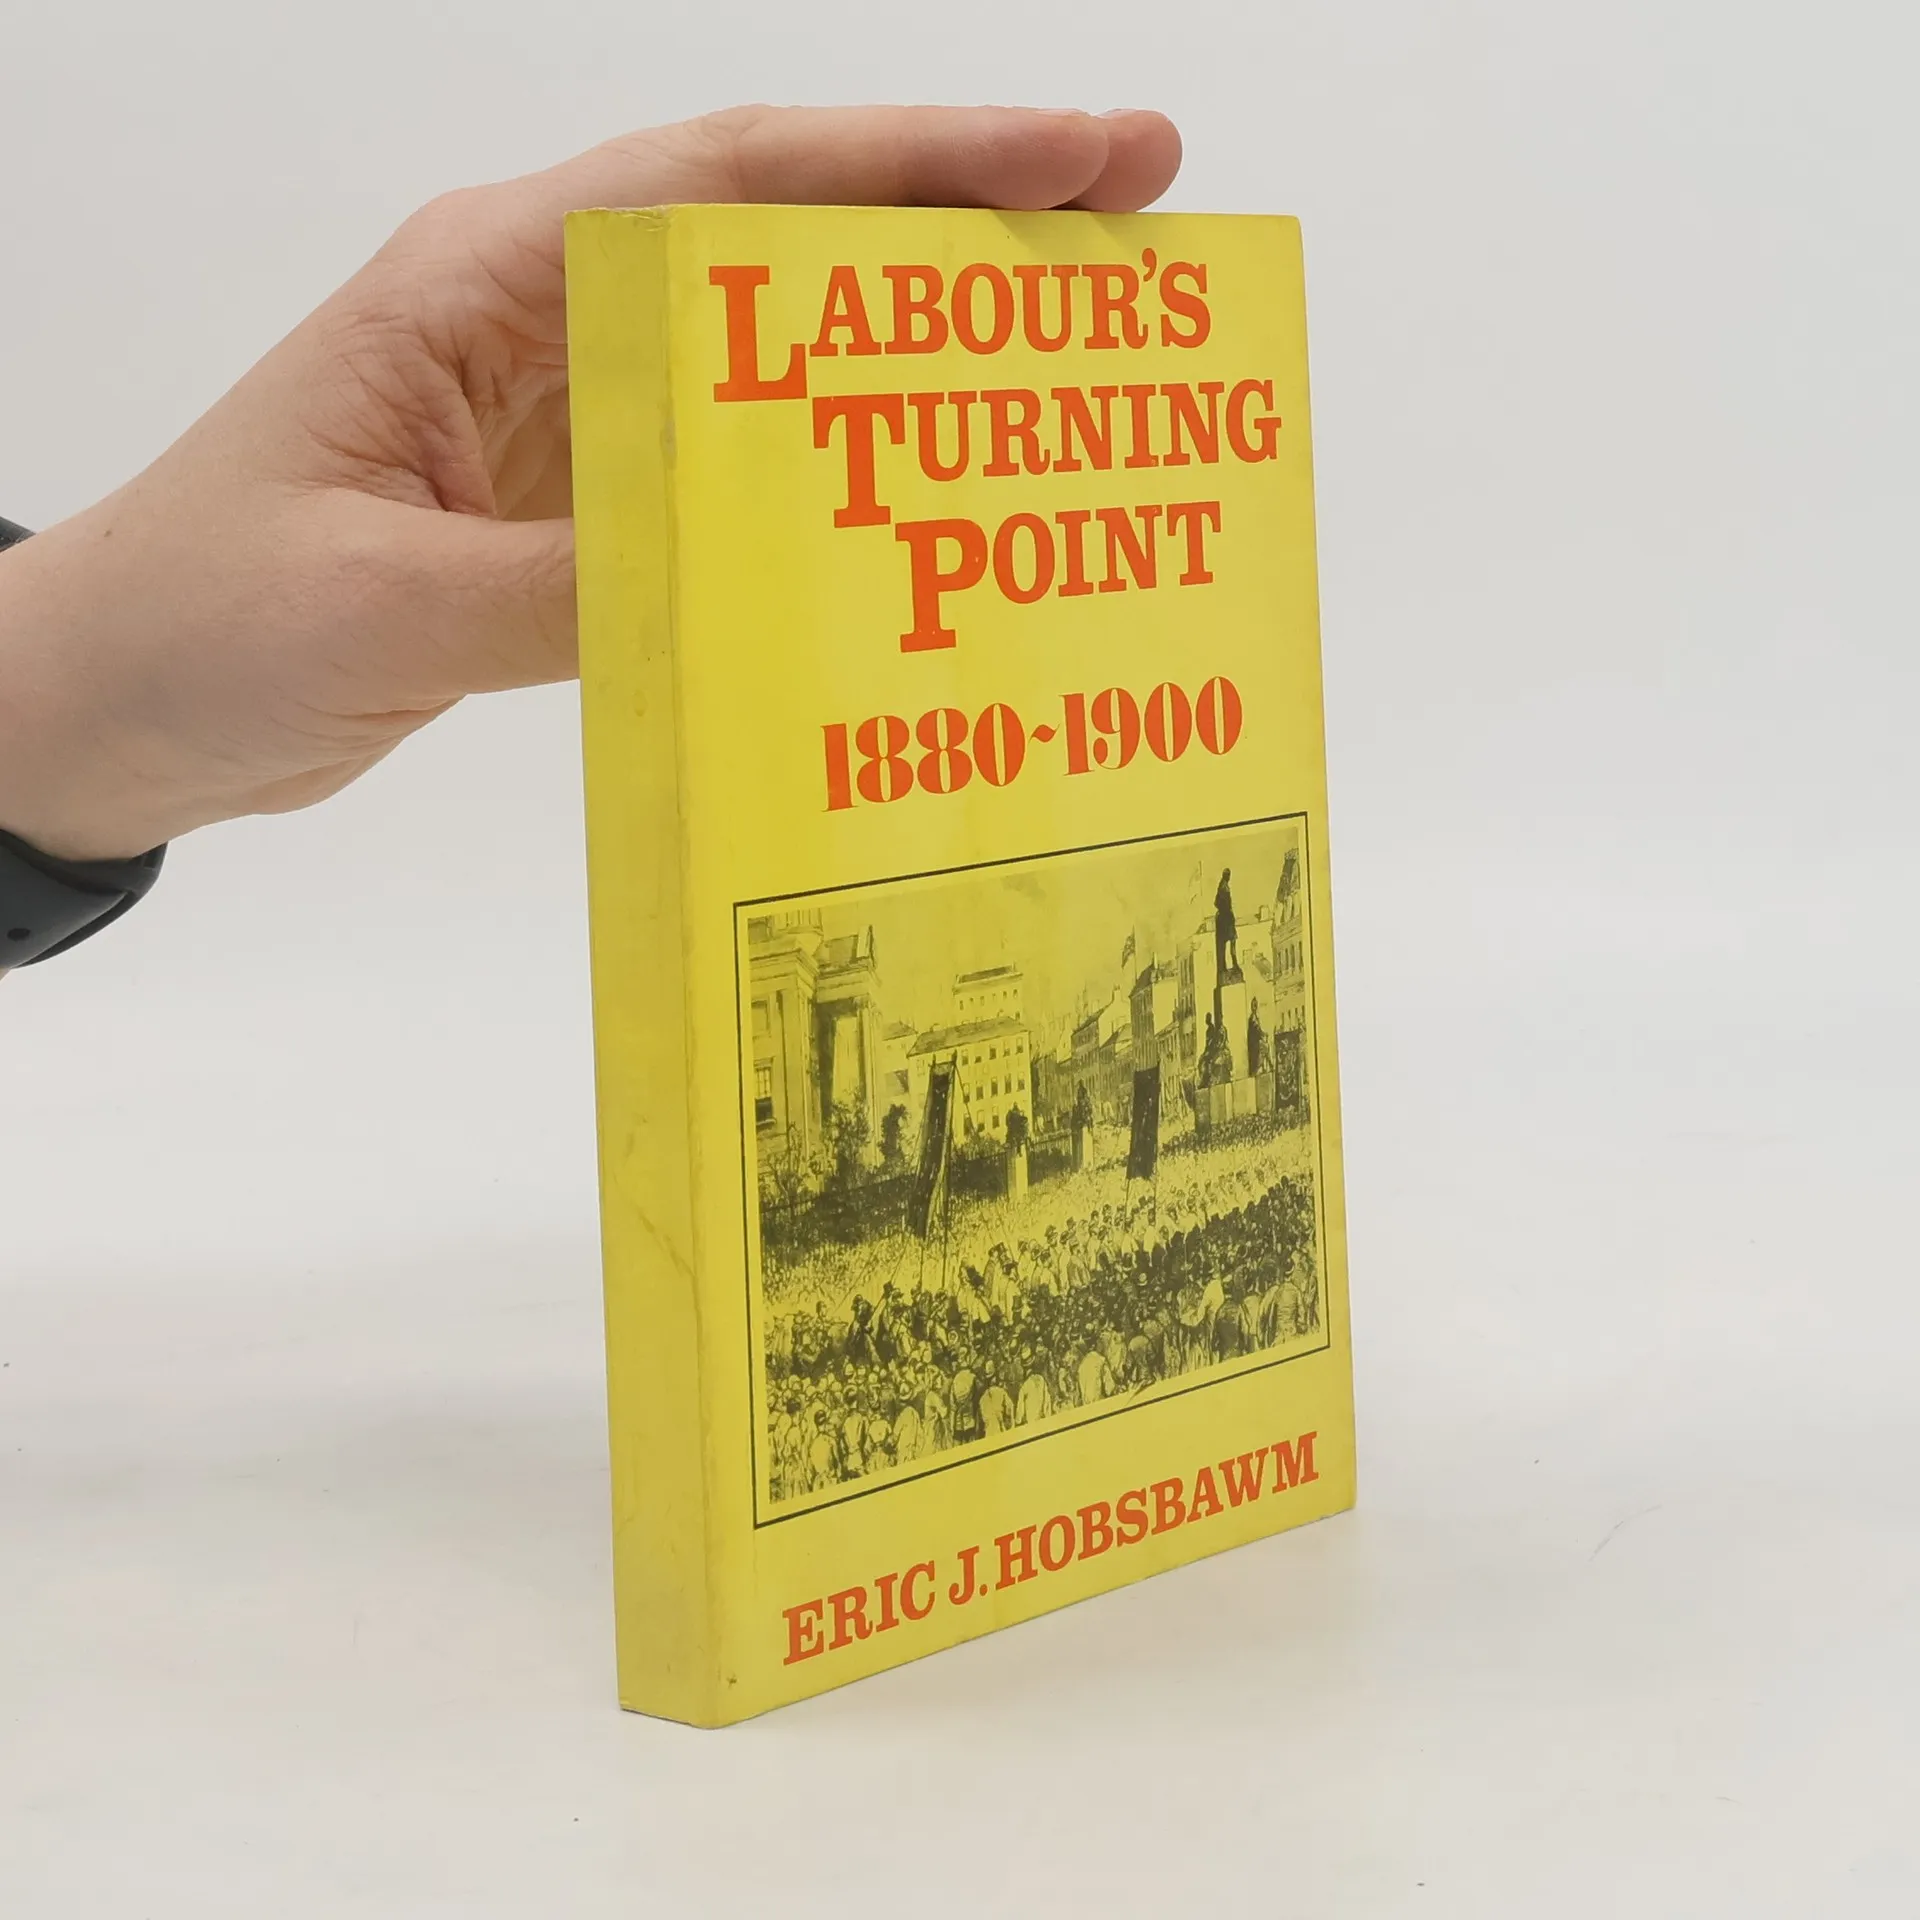 LABOUR'S
TURNING
POINT
1880~1900
ERIC J. HOBSBAWM